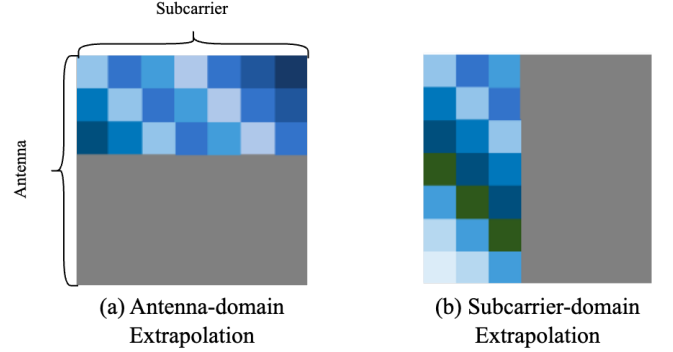 Subcarrier
Antenna
(a) Antenna-domain
Extrapolation
(b) Subcarrier-domain
Extrapolation